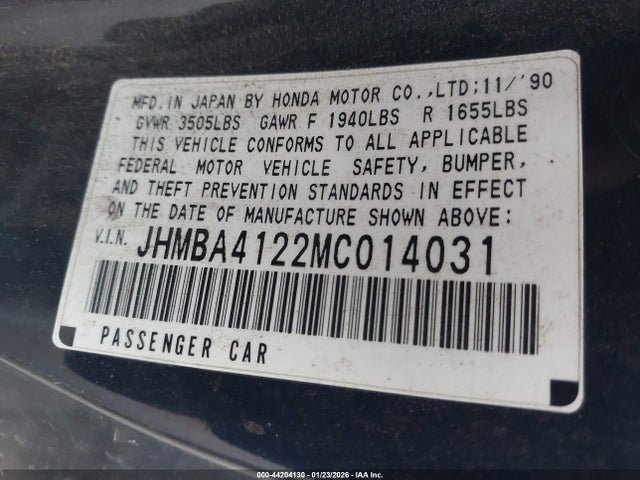 MFD.IN JAPAN BY HONDA MOTOR CO.,LTD;11/'90
GVWR 3505LBS GAWR F 1940LBS R 1655LBS
THIS VEHICLE CONFORMS TO ALL APPLICABLE
FEDERAL MOTOR VEHICLE SAFETY, BUMPER,
AND THEFT PREVENTION STANDARDS IN EFFECT
ON THE DATE OF MANUFACTURE SHOWN ABOVE:
V.I.N. JHMBA4122MC014031
PASSENGER CAR
000-44204130 - 01/23/2026 - IAA Inc.